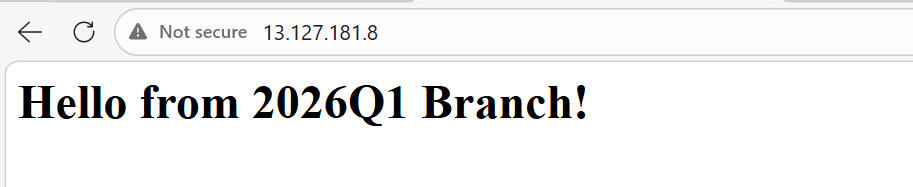 Not secure 13.127.181.8
Hello from 2026Q1 Branch!